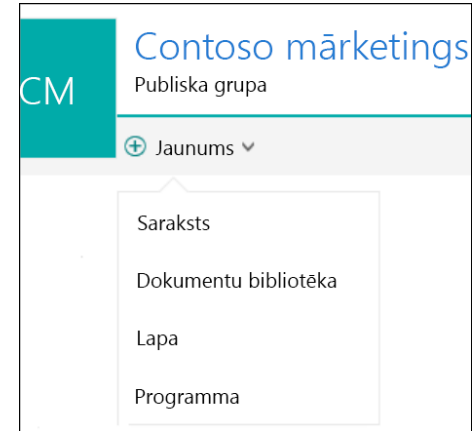 CM
Contoso mārketings
Publiska grupa
Jaunums
Saraksts
Dokumentu bibliotēka
Lapa
Programma